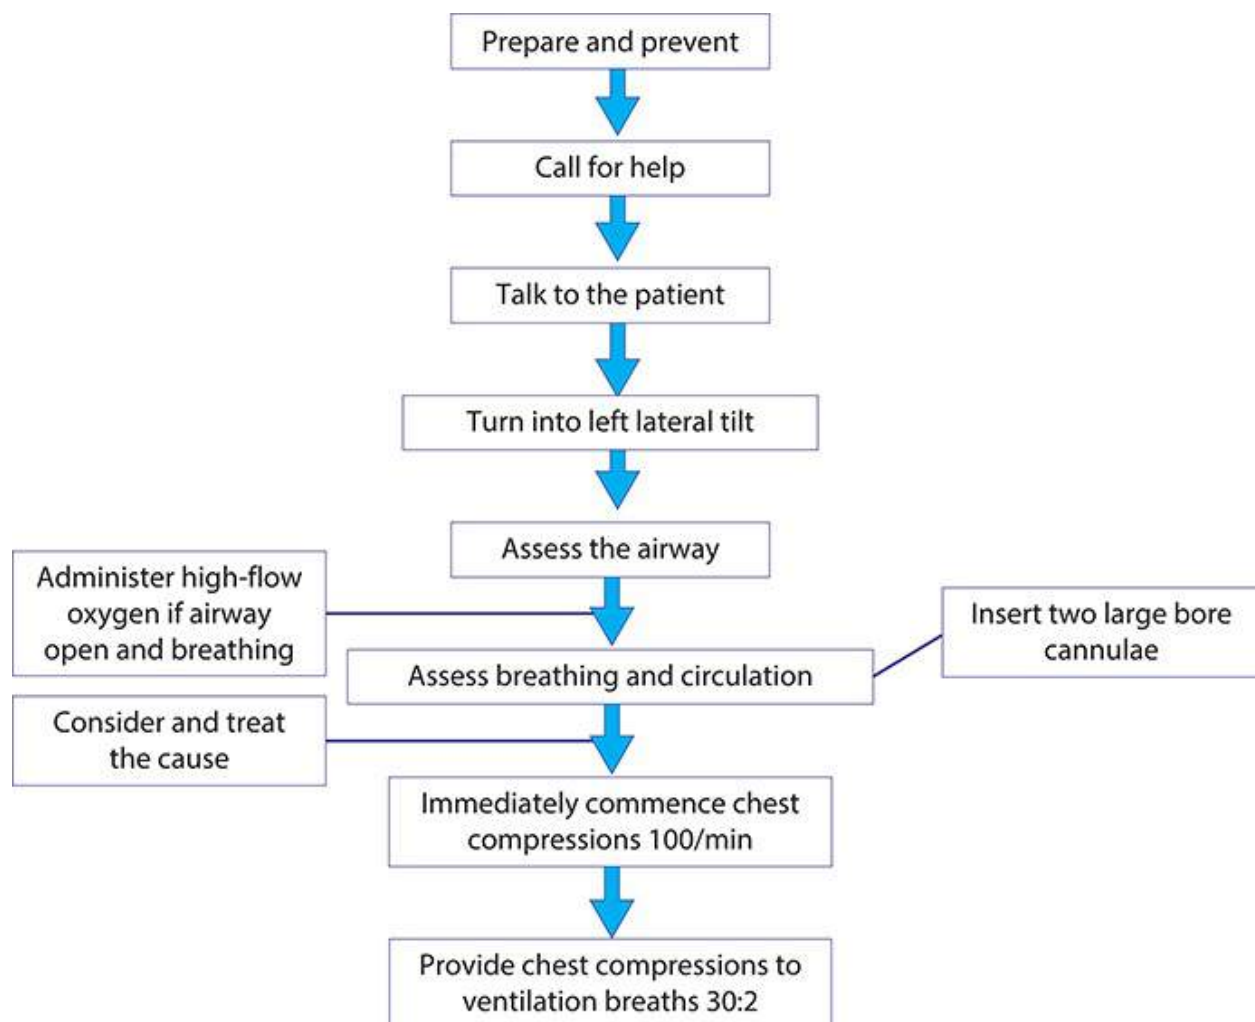 Prepare and prevent
Call for help
Talk to the patient
Turn into left lateral tilt
Assess the airway
Administer high-flow
oxygen if airway
open and breathing
Insert two large bore
cannulae
Assess breathing and circulation
Consider and treat
the cause
Immediately commence chest
compressions 100/min
Provide chest compressions to
ventilation breaths 30:2